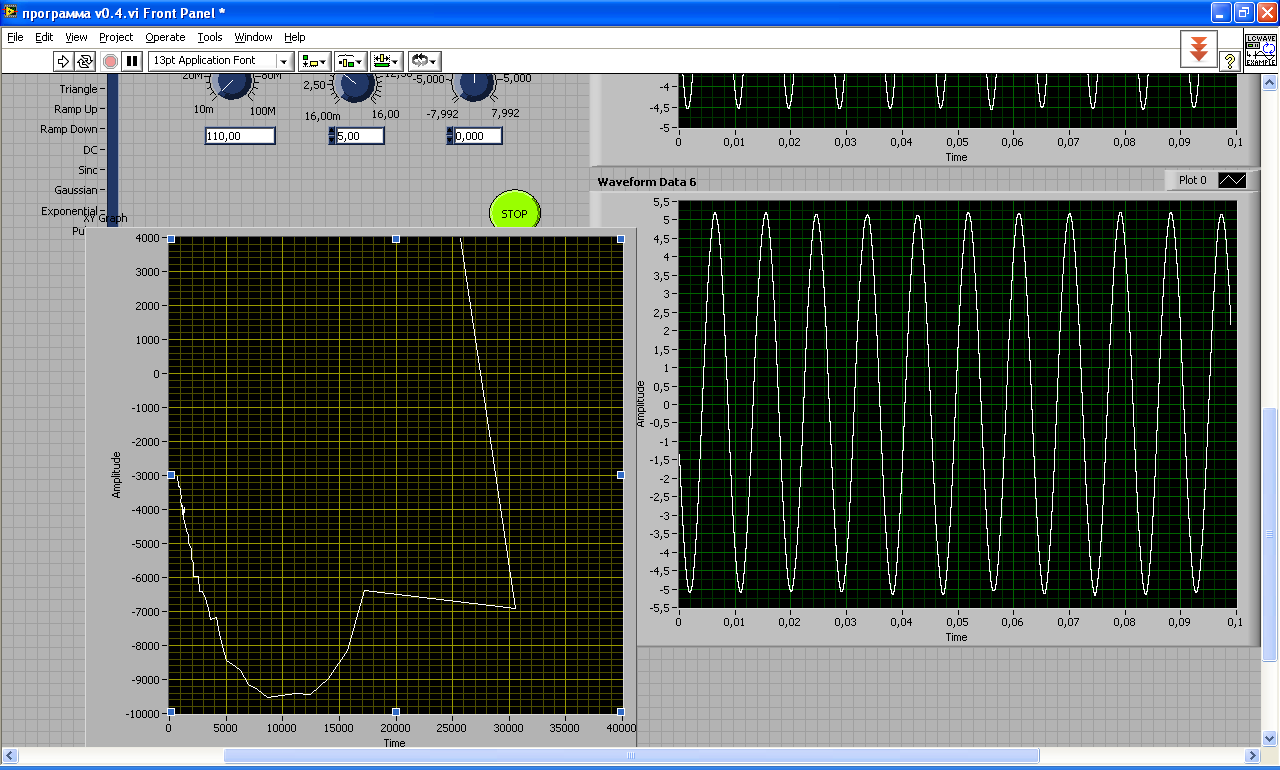 программа v0.4.vi Front Panel *
File Edit View Project Operate Tools Window Help
13pt Application Font
LCWAVE
EXAMPLE
Triangle
Ramp Up
Ramp Down
DC
Sinc
Gaussian
Exponential
20M 50M
10m 100M
110,00
2,50 12,50
16,00m 16,00
5,00
-5,000 5,000
-7,992 7,992
0,000
STOP
-4
-4,5
-5
0 0,01 0,02 0,03 0,04 0,05 0,06 0,07 0,08 0,09 0,1
Time
XY Graph
4000
3000
2000
1000
0
-1000
-2000
-3000
-4000
-5000
-6000
-7000
-8000
-9000
-10000
Amplitude
0 5000 10000 15000 20000 25000 30000 35000 40000
Time
Waveform Data 6
Plot 0
5,5
5
4,5
4
3,5
3
2,5
2
1,5
1
0,5
0
-0,5
-1
-1,5
-2
-2,5
-3
-3,5
-4
-4,5
-5
-5,5
Amplitude
0 0,01 0,02 0,03 0,04 0,05 0,06 0,07 0,08 0,09 0,1
Time